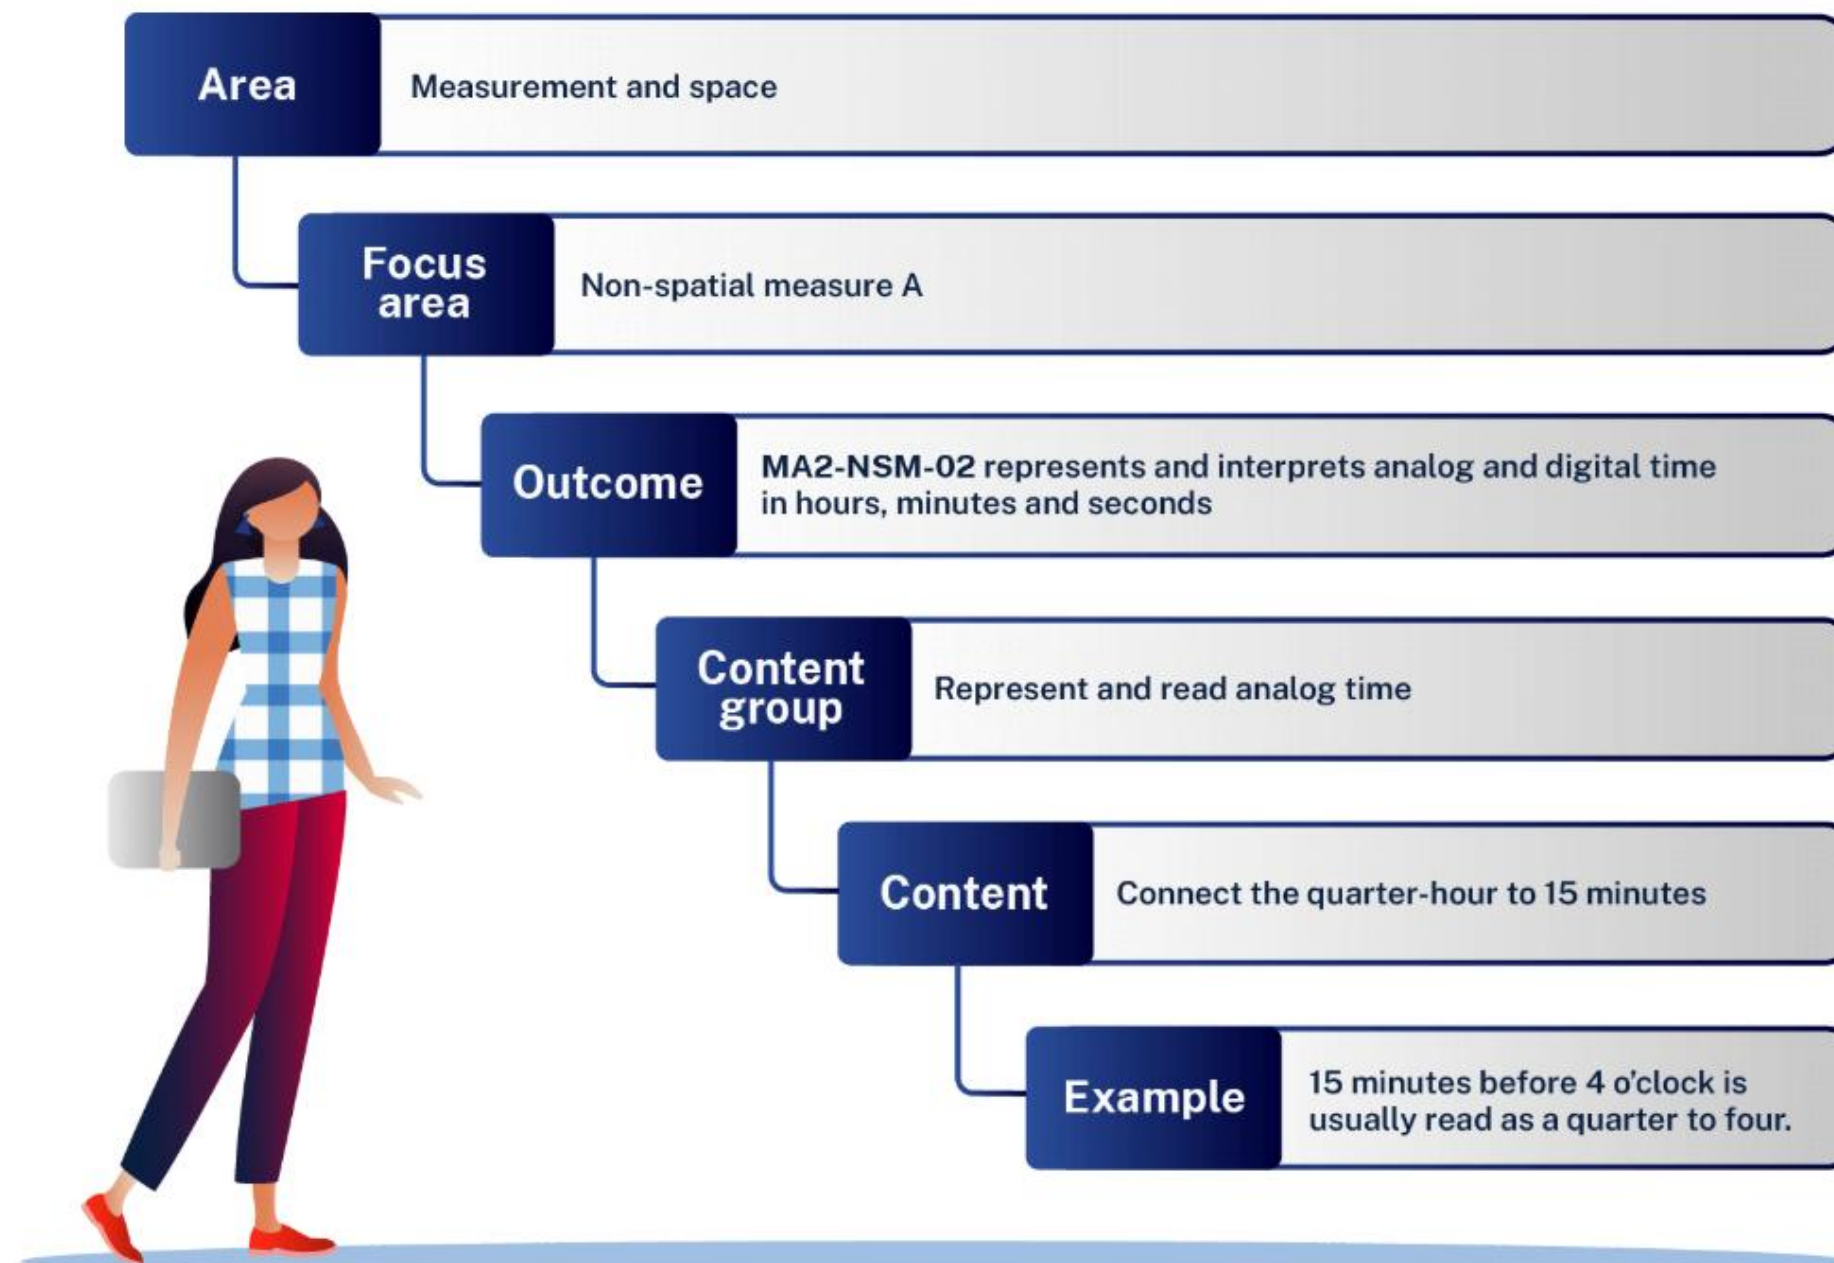 Area
Measurement and space
Focus
area
Non-spatial measure A
Outcome
MA2-NSM-02 represents and interprets analog and digital time
in hours, minutes and seconds
Content
group
Represent and read analog time
Content
Connect the quarter-hour to 15 minutes
Example
15 minutes before 4 o’clock is
usually read as a quarter to four.